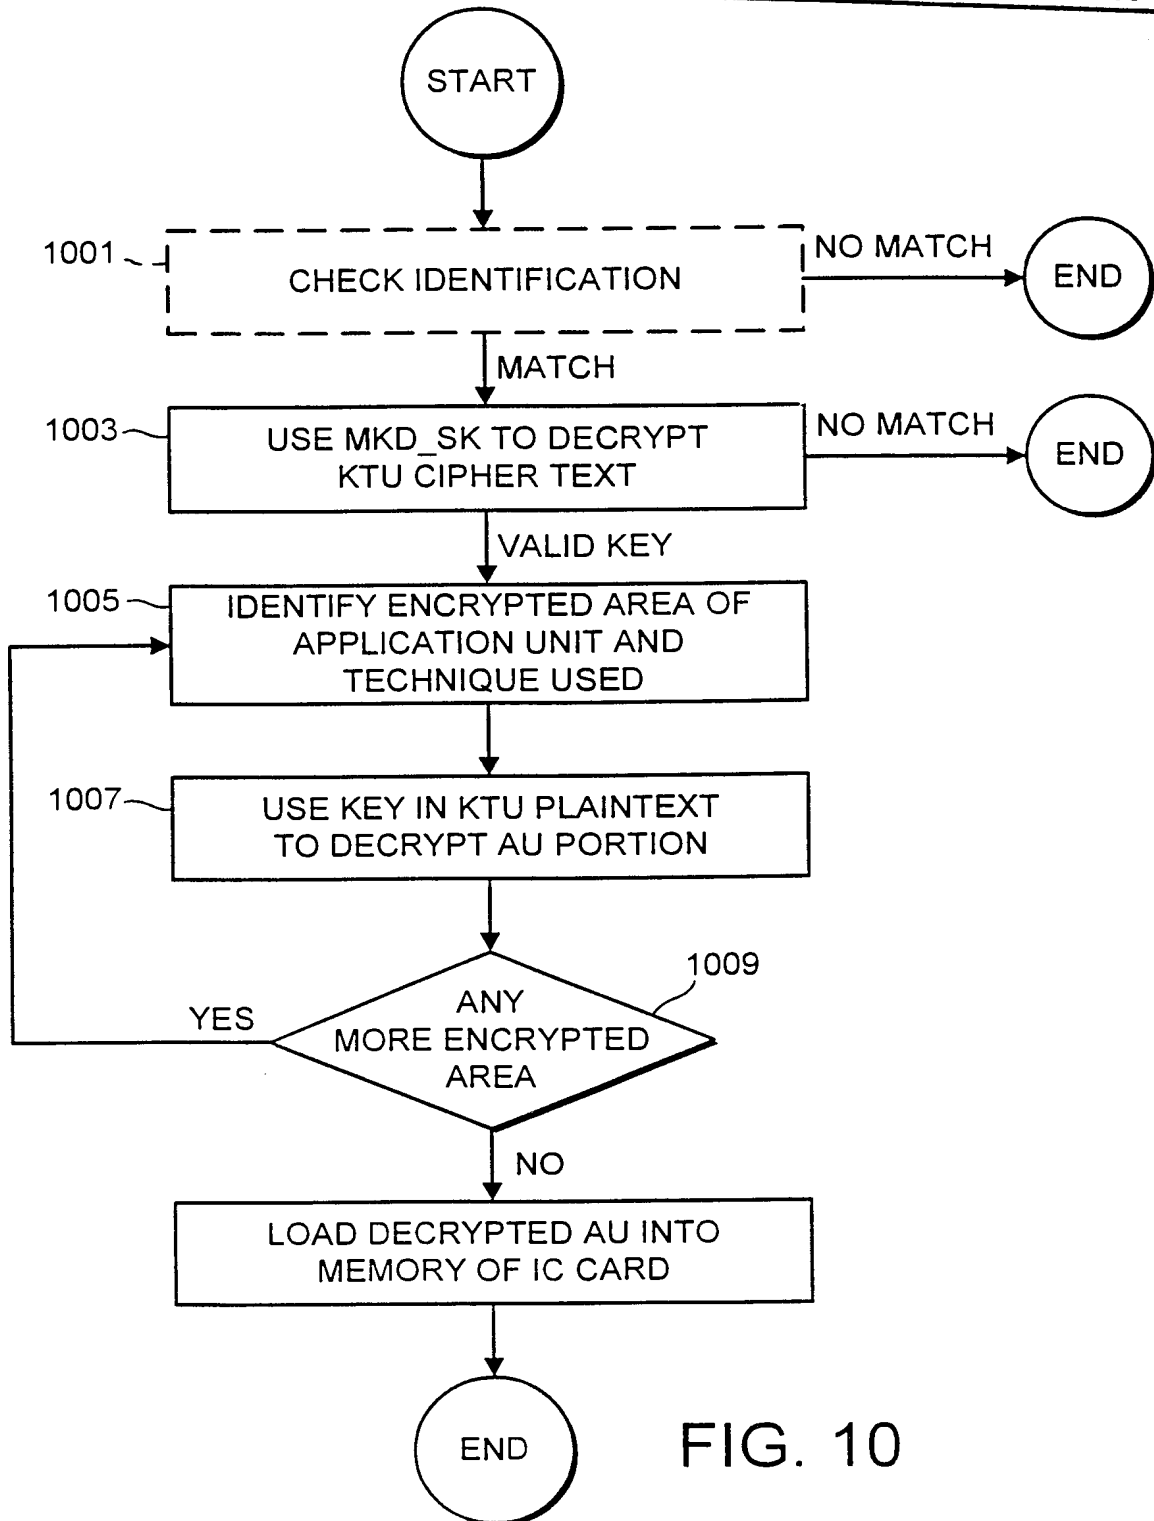 START
1001
CHECK IDENTIFICATION
NO MATCH
END
MATCH
1003
USE MKD_SK TO DECRYPT
KTU CIPHER TEXT
NO MATCH
END
VALID KEY
1005
IDENTIFY ENCRYPTED AREA OF
APPLICATION UNIT AND
TECHNIQUE USED
1007
USE KEY IN KTU PLAINTEXT
TO DECRYPT AU PORTION
1009
ANY
MORE ENCRYPTED
AREA
YES
NO
LOAD DECRYPTED AU INTO
MEMORY OF IC CARD
END
FIG. 10